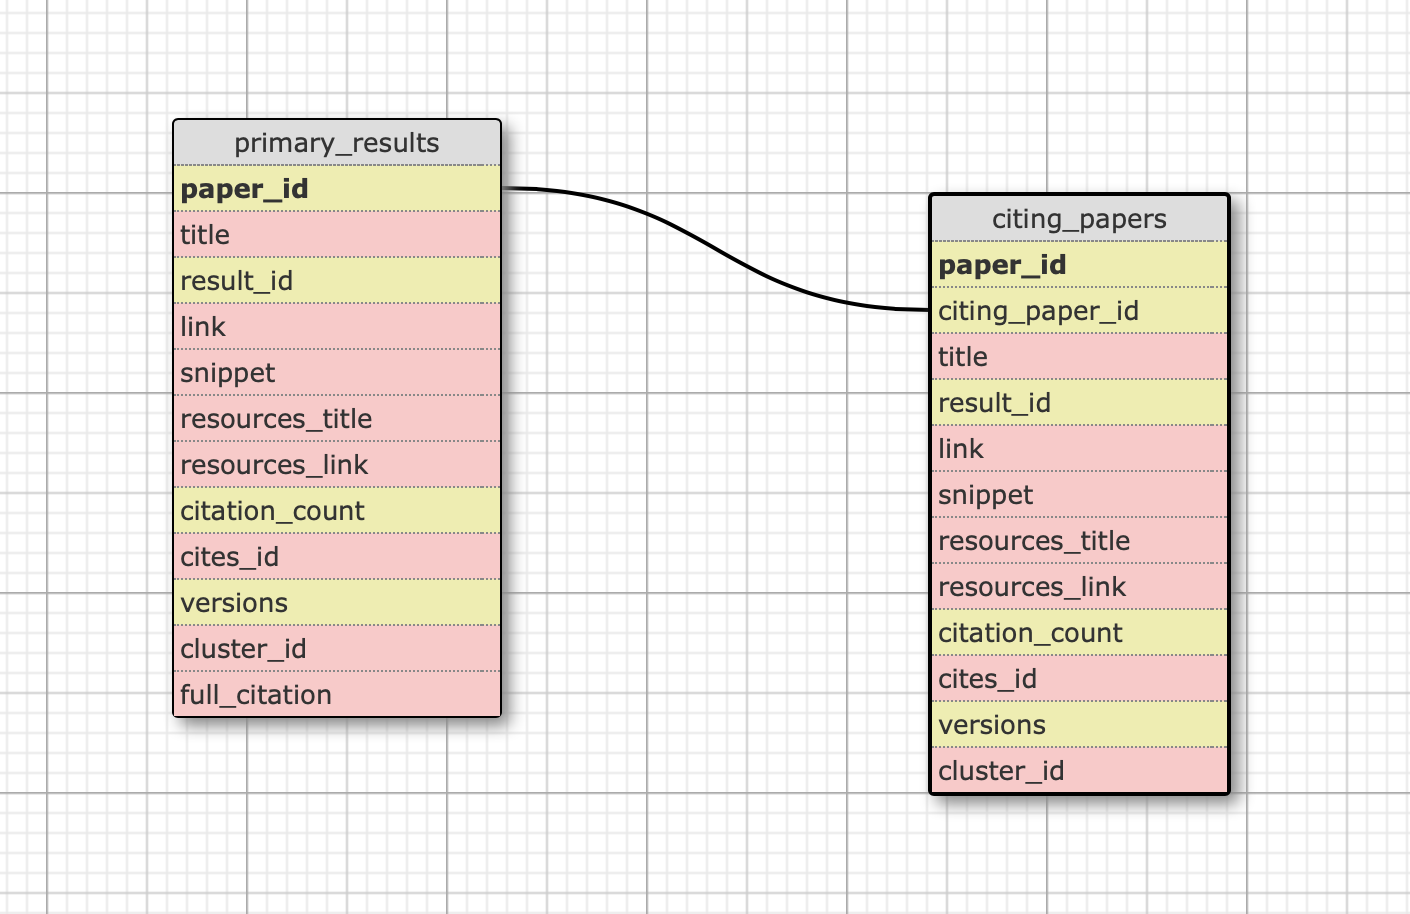 primary_results
paper_id
title
result_id
link
snippet
resources_title
resources_link
citation_count
cites_id
versions
cluster_id
full_citation
citing_papers
paper_id
citing_paper_id
title
result_id
link
snippet
resources_title
resources_link
citation_count
cites_id
versions
cluster_id